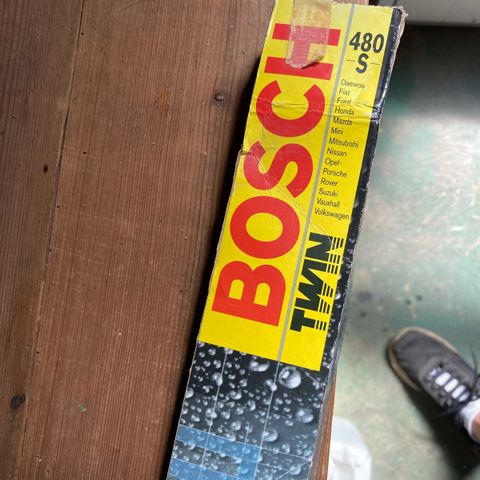 BOSCH
TWIN
480
-S-
Daewoo
Fiat
Ford
Honda
Mazda
Mini
Mitsubishi
Nissan
Opel-
Porsche
Rover
Suzuki
Vauxhall
Volkswagen